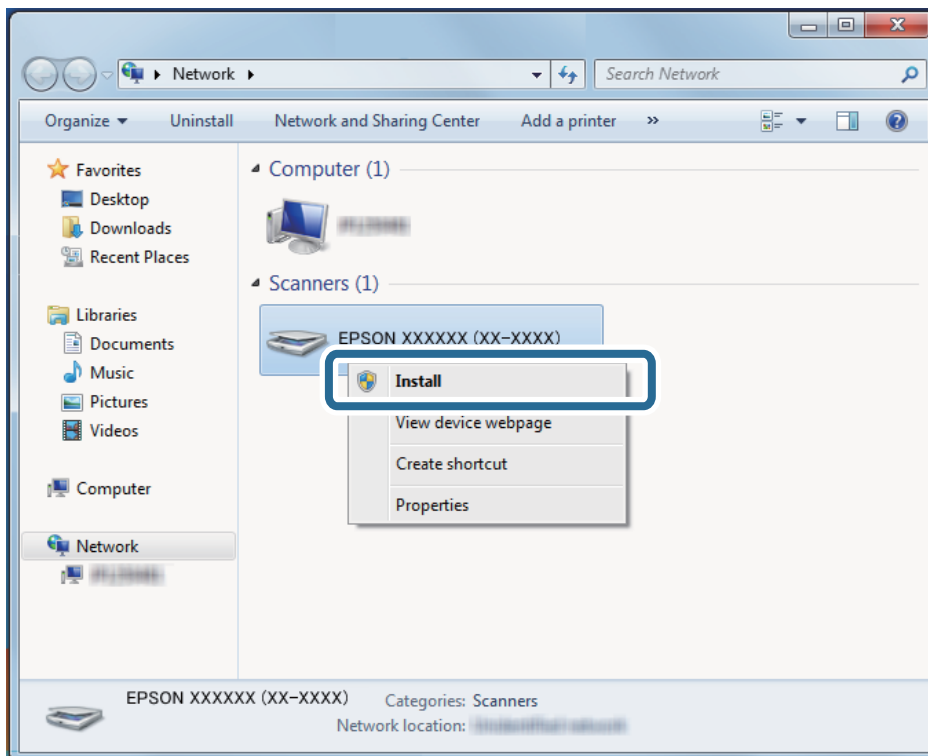 Network
Search Network
Organize
Uninstall
Network and Sharing Center
Add a printer
»
Favorites
Desktop
Downloads
Recent Places
Libraries
Documents
Music
Pictures
Videos
Computer
Network
Computer (1)
Scanners (1)
EPSON XXXXXX (XX-XXXX)
Install
View device webpage
Create shortcut
Properties
EPSON XXXXXX (XX-XXXX) Categories: Scanners
Network location: